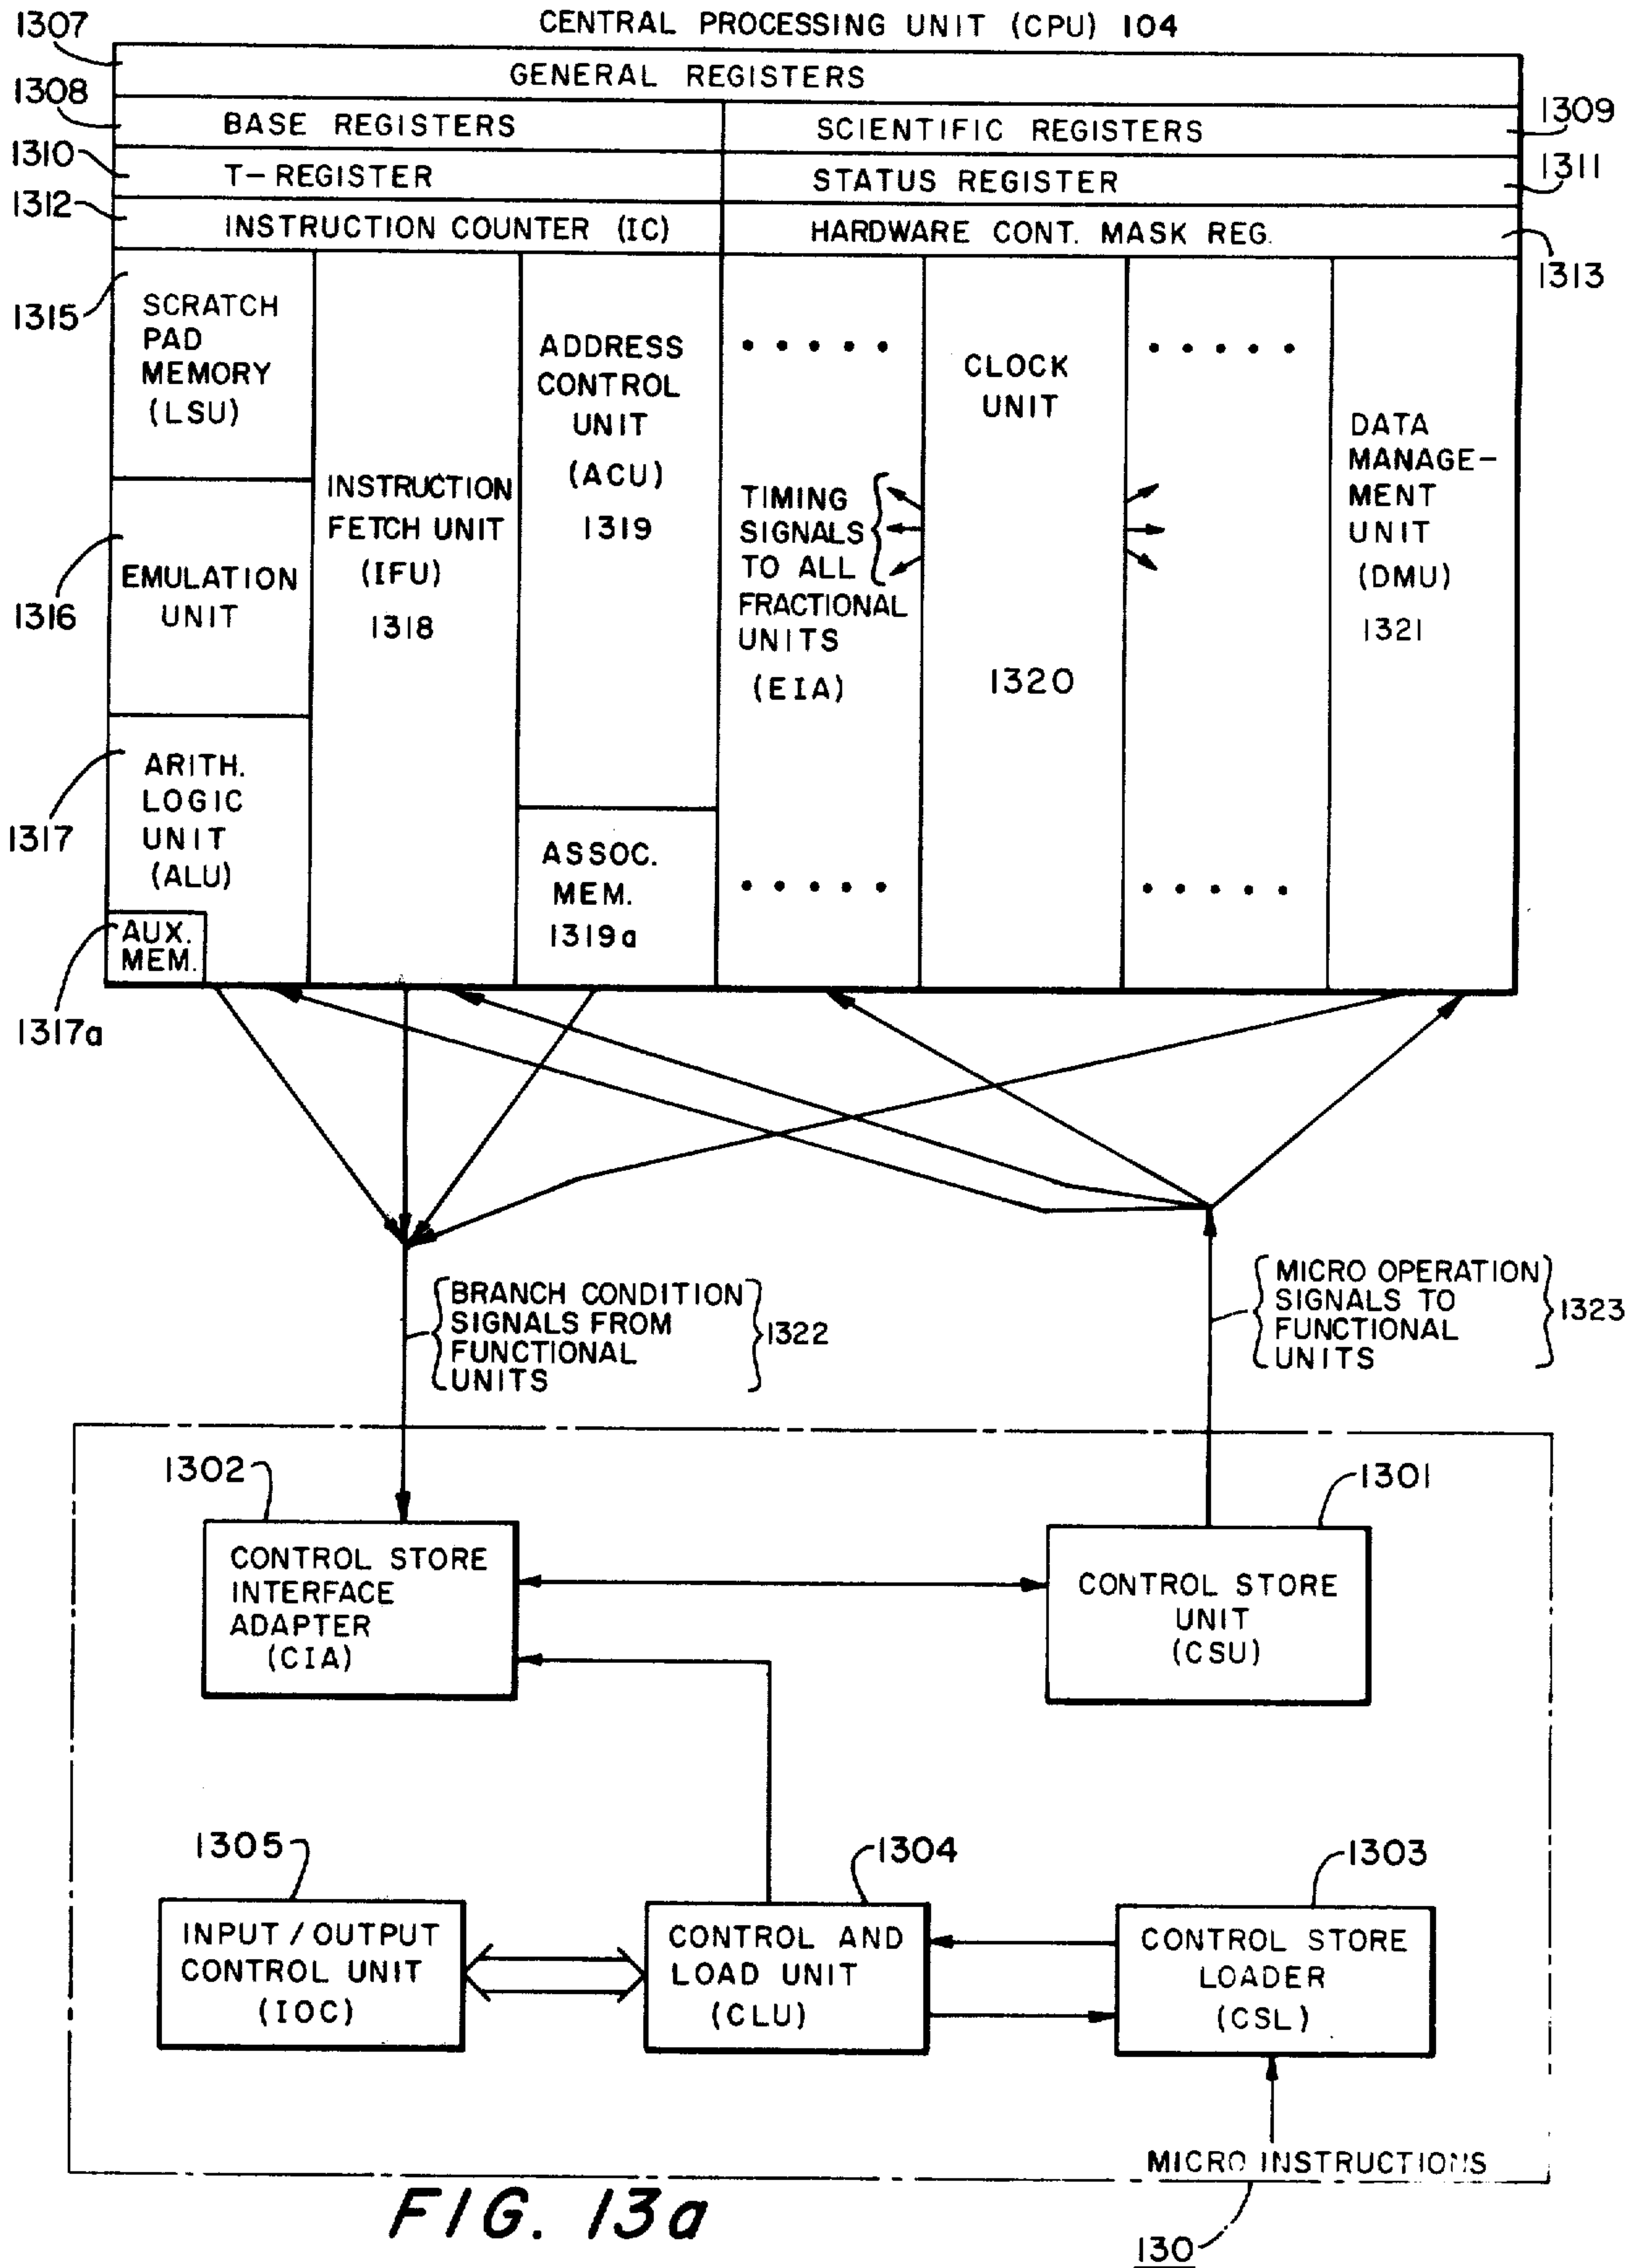 CENTRAL PROCESSING UNIT (CPU) 104
1307
GENERAL REGISTERS
1308
BASE REGISTERS
SCIENTIFIC REGISTERS
1309
1310
T-REGISTER
STATUS REGISTER
1311
1312
INSTRUCTION COUNTER (IC)
HARDWARE CONT. MASK REG.
1313
1315
SCRATCH
PAD
MEMORY
(LSU)
1316
EMULATION
UNIT
1317
ARITH.
LOGIC
UNIT
(ALU)
AUX.
MEM.
1317a
INSTRUCTION
FETCH UNIT
(IFU)
1318
ADDRESS
CONTROL
UNIT
(ACU)
1319
ASSOC.
MEM.
1319a
• • • • •
TIMING
SIGNALS
TO ALL
FRACTIONAL
UNITS
(EIA)
• • • • •
CLOCK
UNIT
1320
• • • • •
• • • • •
DATA
MANAGE-
MENT
UNIT
(DMU)
1321
BRANCH CONDITION
SIGNALS FROM
FUNCTIONAL
UNITS
1322
MICRO OPERATION
SIGNALS TO
FUNCTIONAL
UNITS
1323
1302
CONTROL STORE
INTERFACE
ADAPTER
(CIA)
1301
CONTROL STORE
UNIT
(CSU)
1305
INPUT/OUTPUT
CONTROL UNIT
(IOC)
1304
CONTROL AND
LOAD UNIT
(CLU)
1303
CONTROL STORE
LOADER
(CSL)
MICRO INSTRUCTIONS
FIG. 13a
130